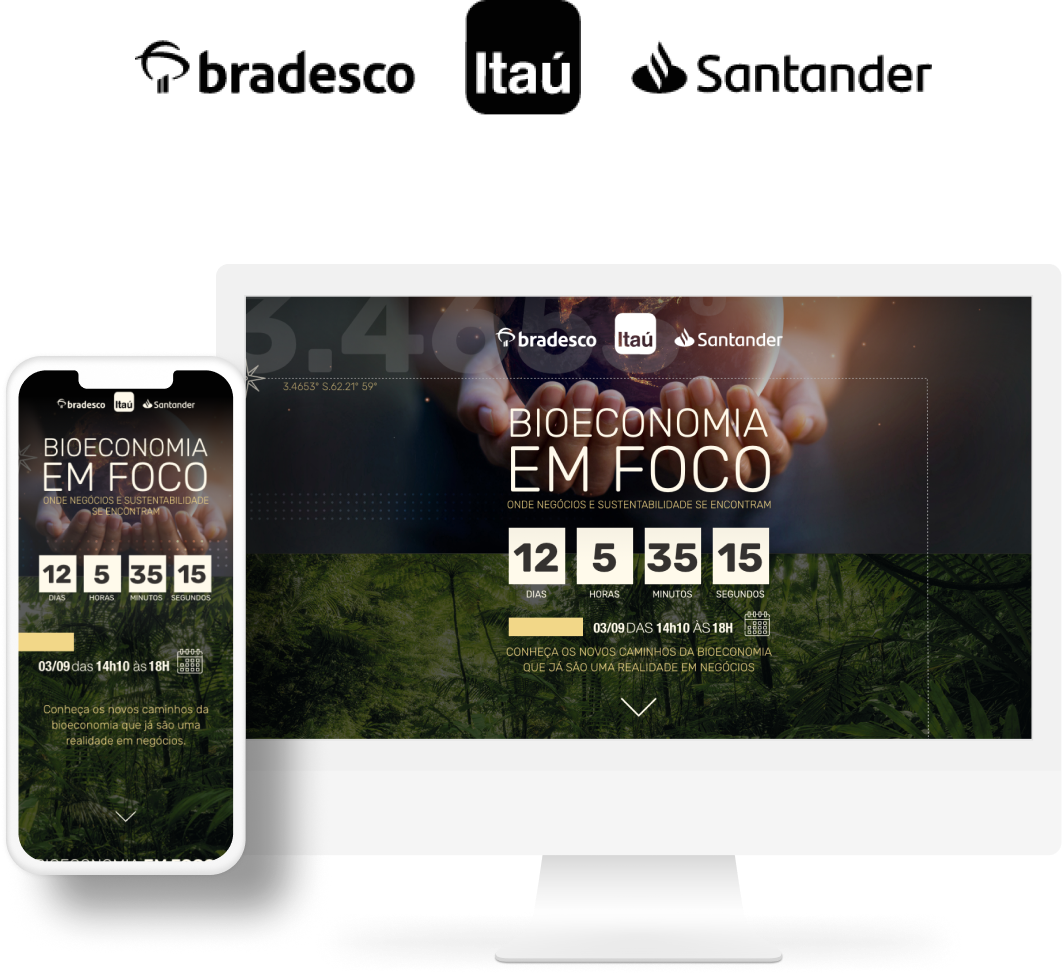 bradesco Itaú Santander
3.4653°
bradesco Itaú Santander
3.4653° S.62.21° 59°
BIOECONOMIA
EM FOCO
ONDE NEGÓCIOS E SUSTENTABILIDADE SE ENCONTRAM
12 5 35 15
DIAS HORAS MINUTOS SEGUNDOS
03/09 DAS 14h10 ÀS 18H
CONHEÇA OS NOVOS CAMINHOS DA BIOECONOMIA
QUE JÁ SÃO UMA REALIDADE EM NEGÓCIOS
bradesco Itaú Santander
BIOECONOMIA
EM FOCO
ONDE NEGÓCIOS E SUSTENTABILIDADE
SE ENCONTRAM
12 5 35 15
DIAS HORAS MINUTOS SEGUNDOS
03/09 das 14h10 às 18H
Conheça os novos caminhos da
bioeconomia que já são uma
realidade em negócios.
BIOECONOMIA EM FOCO